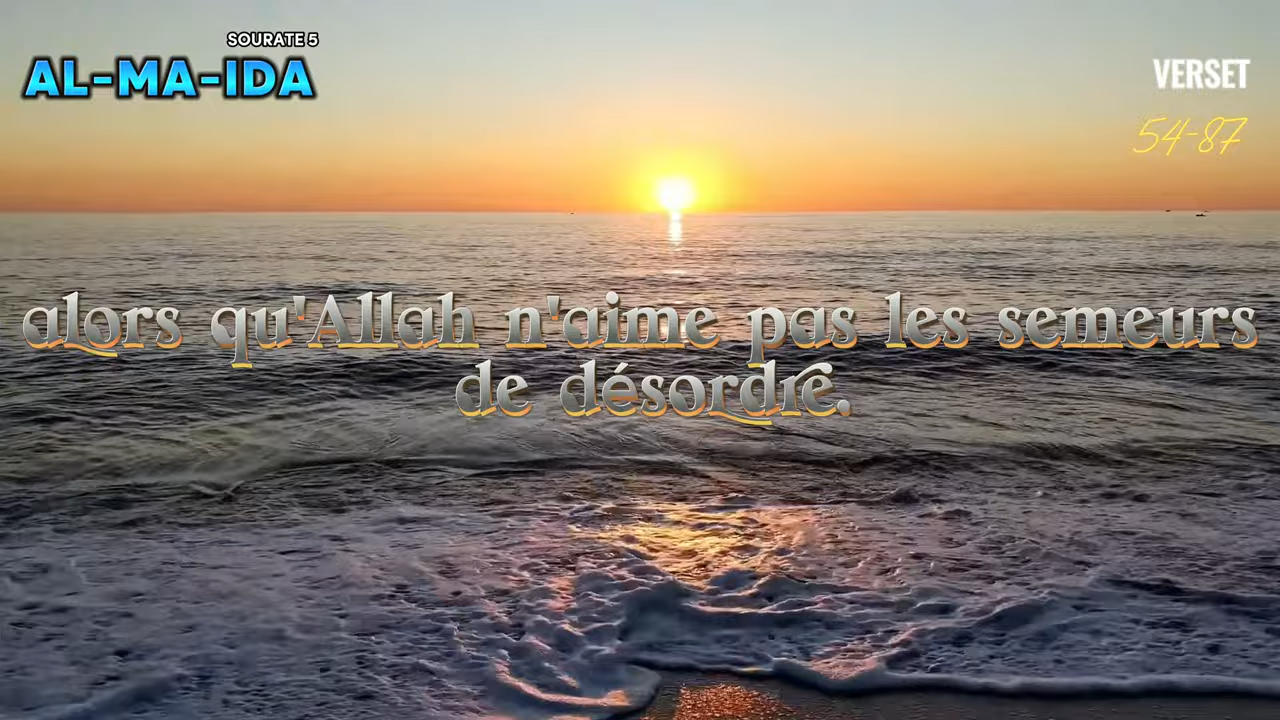 SOURATE 5
AL-MA-IDA
VERSET
54-87
alors qu'Allah n'aime pas les semeurs
de désordre.